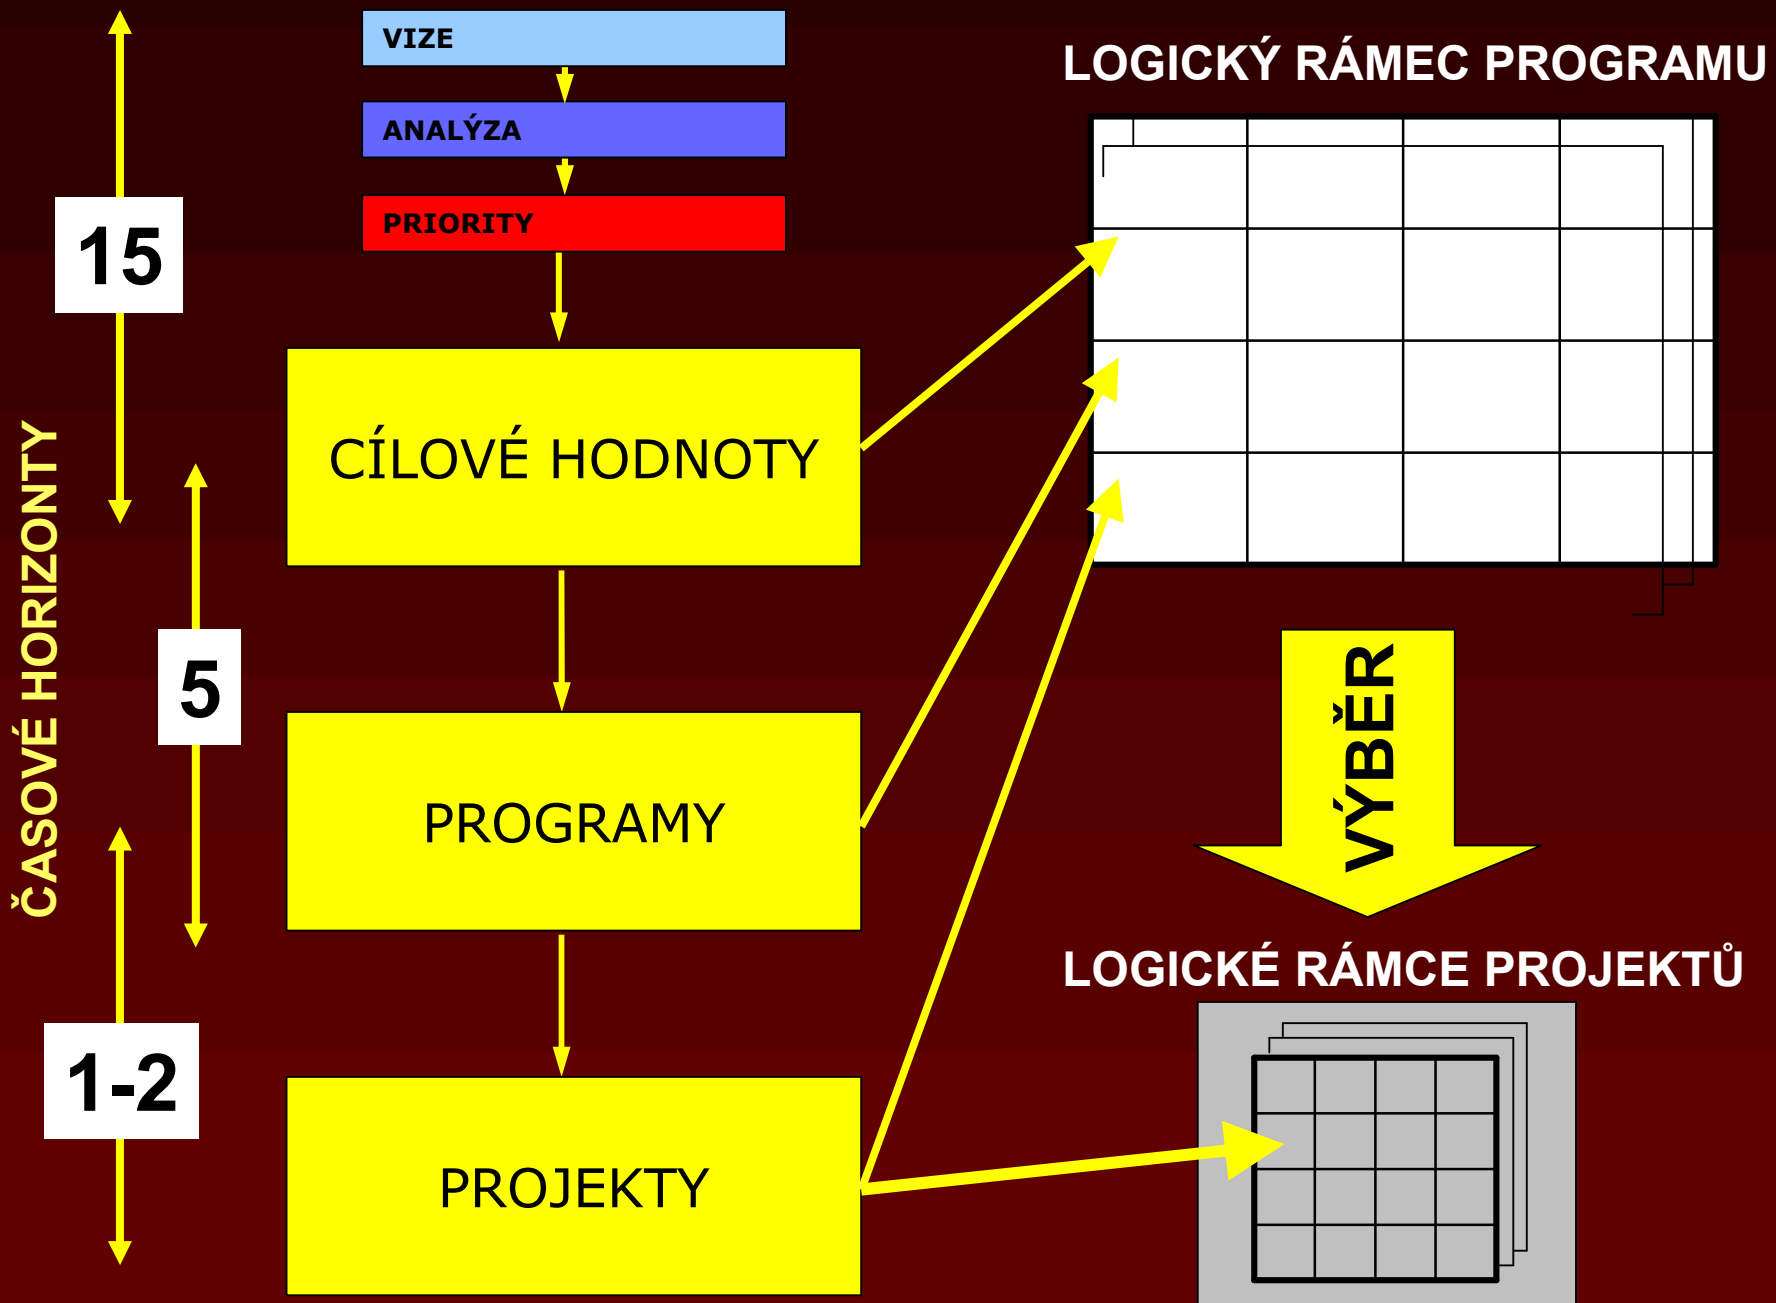 VIZE
ANALÝZA
PRIORITY
15
CÍLOVÉ HODNOTY
ČASOVÉ HORIZONTY
5
PROGRAMY
1-2
PROJEKTY
LOGICKÝ RÁMEC PROGRAMU
VÝBĚR
LOGICKÉ RÁMCE PROJEKTŮ